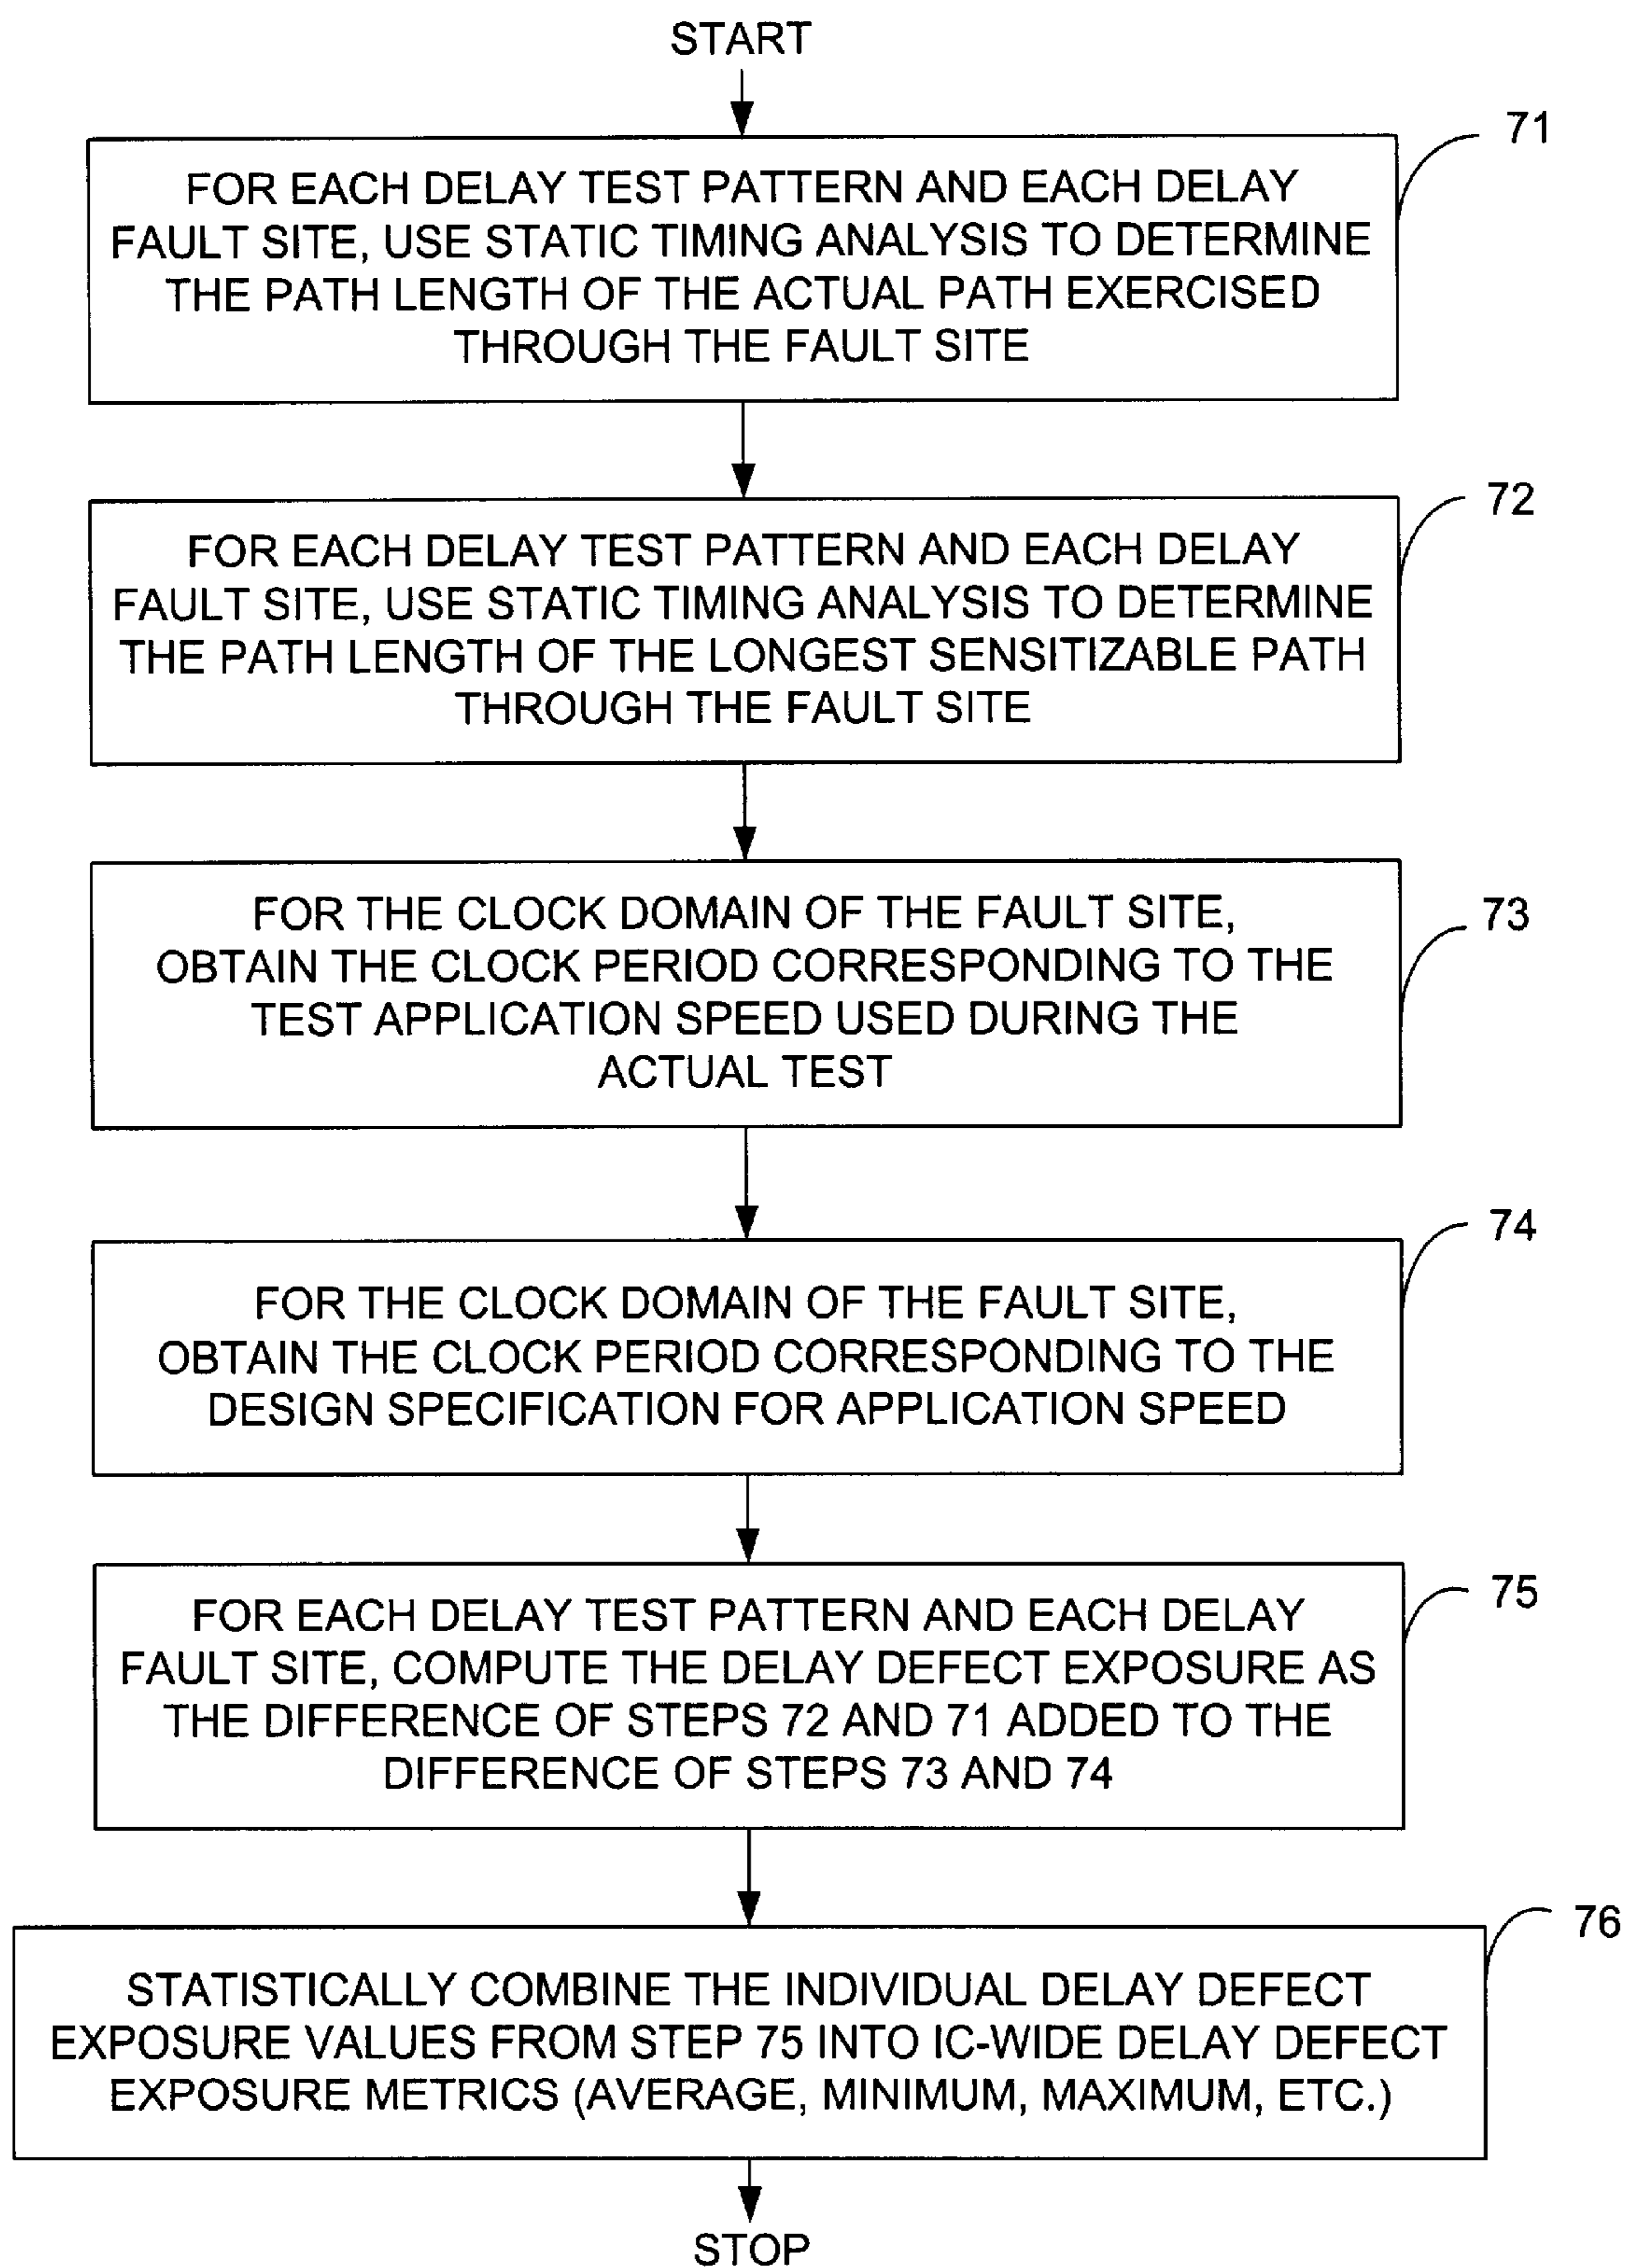 START
71
FOR EACH DELAY TEST PATTERN AND EACH DELAY
FAULT SITE, USE STATIC TIMING ANALYSIS TO DETERMINE
THE PATH LENGTH OF THE ACTUAL PATH EXERCISED
THROUGH THE FAULT SITE
72
FOR EACH DELAY TEST PATTERN AND EACH DELAY
FAULT SITE, USE STATIC TIMING ANALYSIS TO DETERMINE
THE PATH LENGTH OF THE LONGEST SENSITIZABLE PATH
THROUGH THE FAULT SITE
73
FOR THE CLOCK DOMAIN OF THE FAULT SITE,
OBTAIN THE CLOCK PERIOD CORRESPONDING TO THE
TEST APPLICATION SPEED USED DURING THE
ACTUAL TEST
74
FOR THE CLOCK DOMAIN OF THE FAULT SITE,
OBTAIN THE CLOCK PERIOD CORRESPONDING TO THE
DESIGN SPECIFICATION FOR APPLICATION SPEED
75
FOR EACH DELAY TEST PATTERN AND EACH DELAY
FAULT SITE, COMPUTE THE DELAY DEFECT EXPOSURE AS
THE DIFFERENCE OF STEPS 72 AND 71 ADDED TO THE
DIFFERENCE OF STEPS 73 AND 74
76
STATISTICALLY COMBINE THE INDIVIDUAL DELAY DEFECT
EXPOSURE VALUES FROM STEP 75 INTO IC-WIDE DELAY DEFECT
EXPOSURE METRICS (AVERAGE, MINIMUM, MAXIMUM, ETC.)
STOP